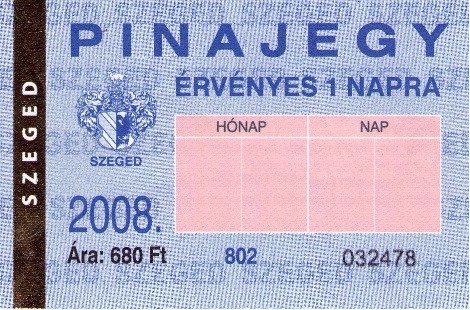 PINAJEGY
ÉRVÉNYES 1 NAPRA
SZEGED
SZEGED
HÓNAP NAP
2008.
Ára: 680 Ft 802 032478